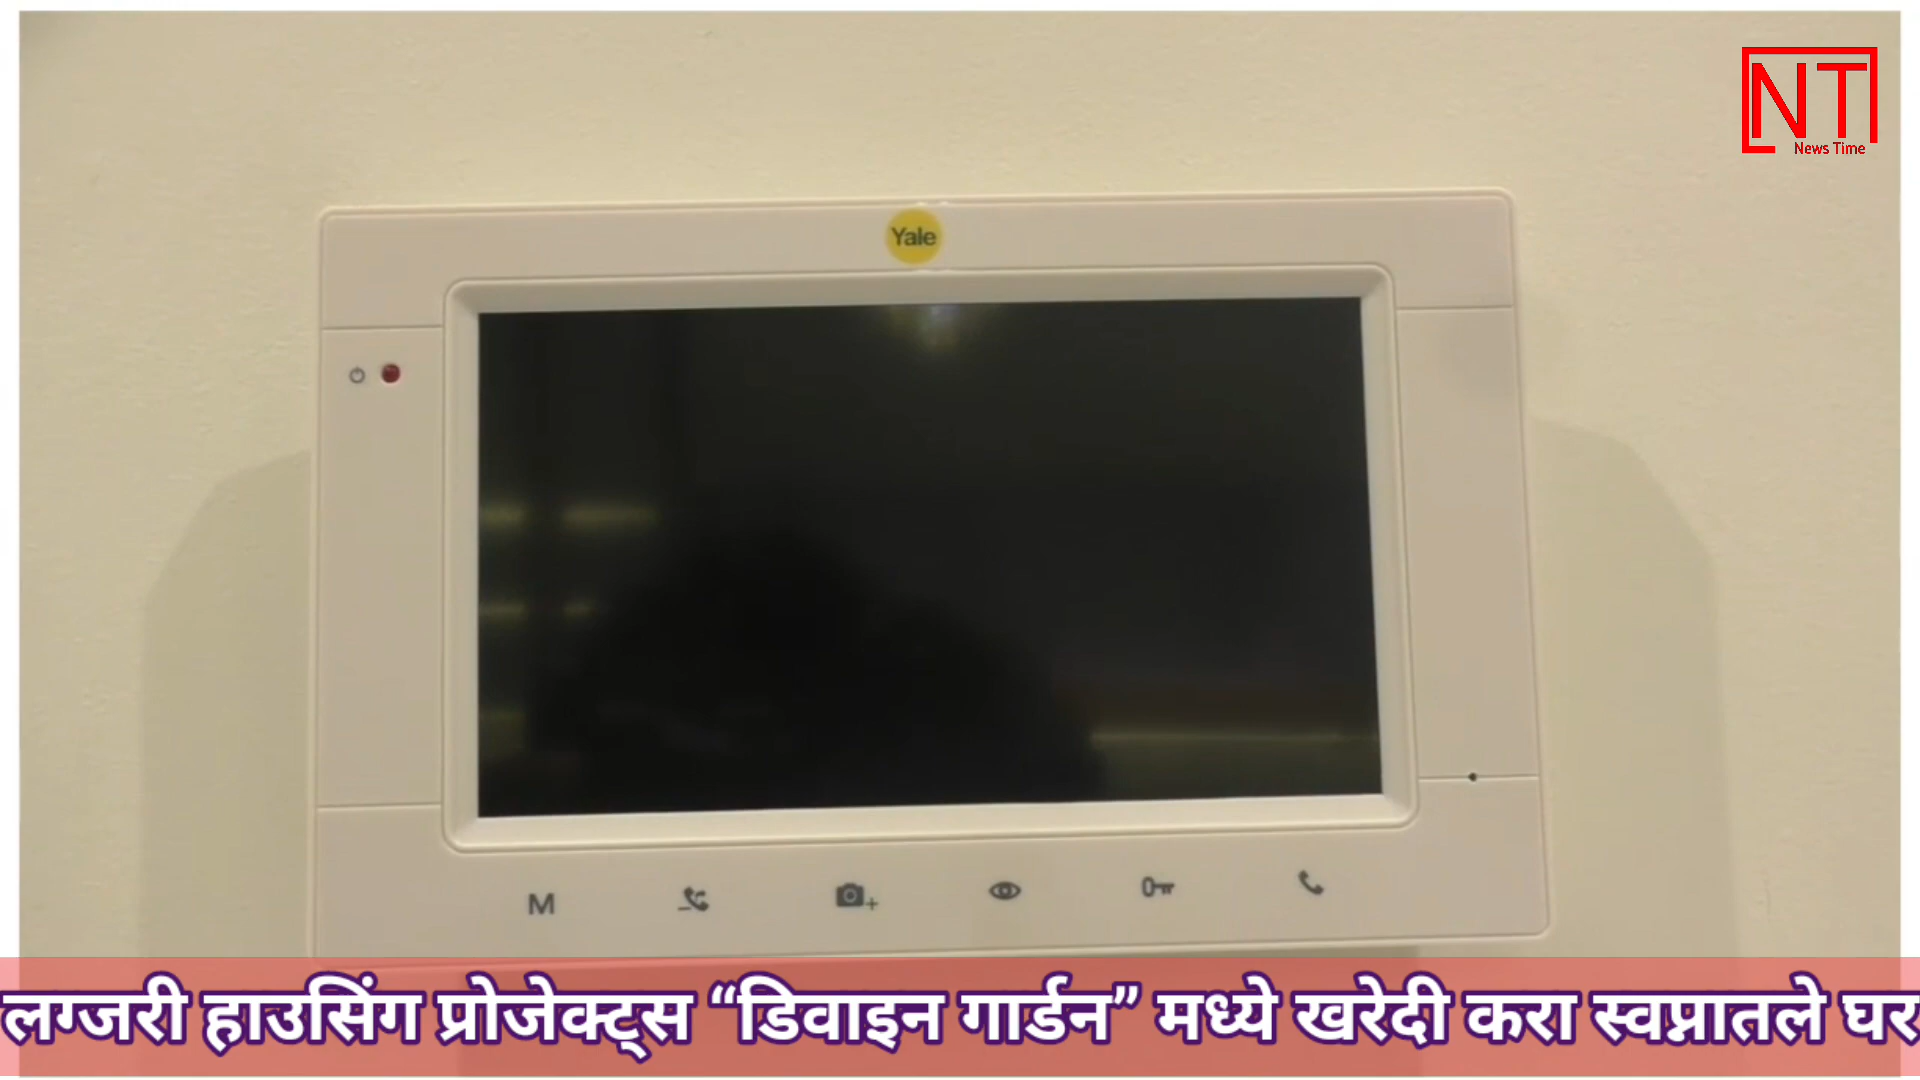 NT
News Time
Yale
M
लग्जरी हाउसिंग प्रोजेक्ट्स “डिवाइन गार्डन” मध्ये खरेदी करा स्वप्नातले घर